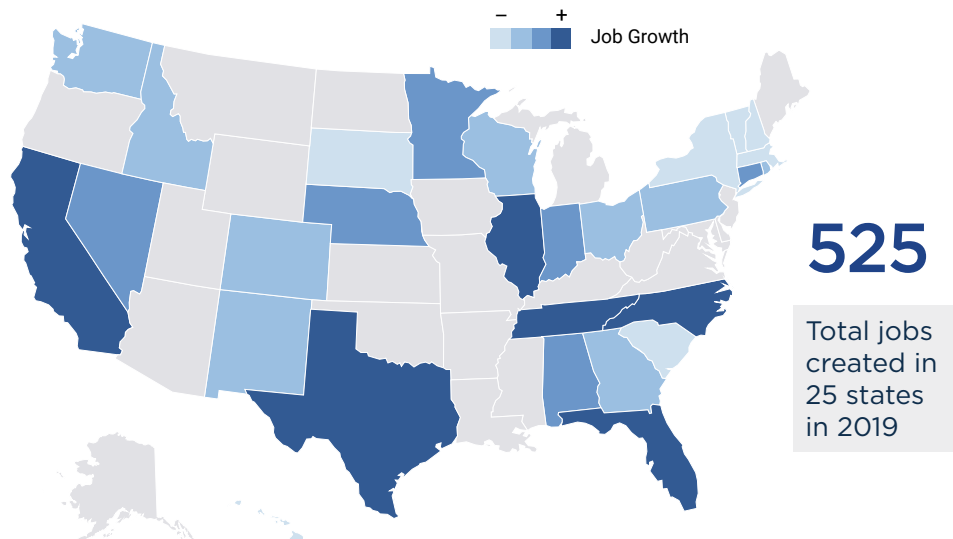 – +
Job Growth
525
Total jobs
created in
25 states
in 2019